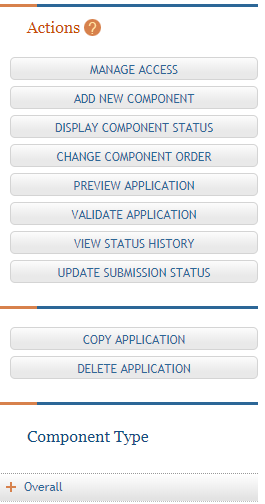 Actions ?
MANAGE ACCESS
ADD NEW COMPONENT
DISPLAY COMPONENT STATUS
CHANGE COMPONENT ORDER
PREVIEW APPLICATION
VALIDATE APPLICATION
VIEW STATUS HISTORY
UPDATE SUBMISSION STATUS
COPY APPLICATION
DELETE APPLICATION
Component Type
+ Overall